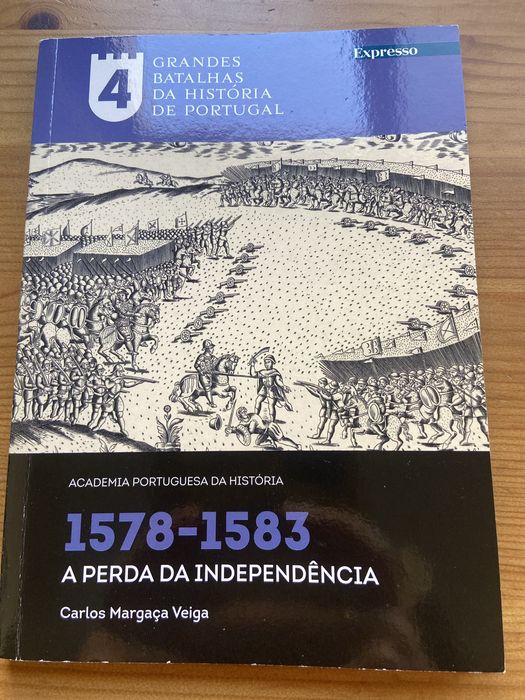 4
GRANDES
BATALHAS
DA HISTÓRIA
DE PORTUGAL
Expresso
ACADEMIA PORTUGUESA DA HISTÓRIA
1578-1583
A PERDA DA INDEPENDÊNCIA
Carlos Margaça Veiga